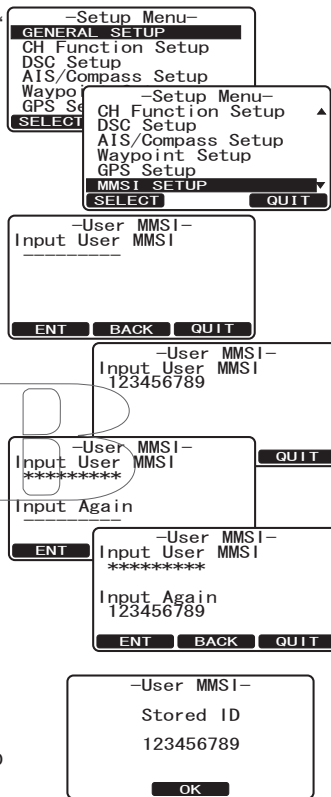 -Setup Menu-
GENERAL SETUP
CH Function Setup
DSC Setup
AIS/Compass Setup
SELECT
-Setup Menu-
CH Function Setup
DSC Setup
AIS/Compass Setup
Waypoint Setup
GPS Setup
MMSI SETUP
SELECT QUIT
-User MMSI-
Input User MMSI
---------
ENT BACK QUIT
-User MMSI-
Input User MMSI
123456789
QUIT
-User MMSI-
Input User MMSI
*********
Input Again
---------
ENT
-User MMSI-
Input User MMSI
*********
Input Again
123456789
ENT BACK QUIT
-User MMSI-
Stored ID
123456789
OK